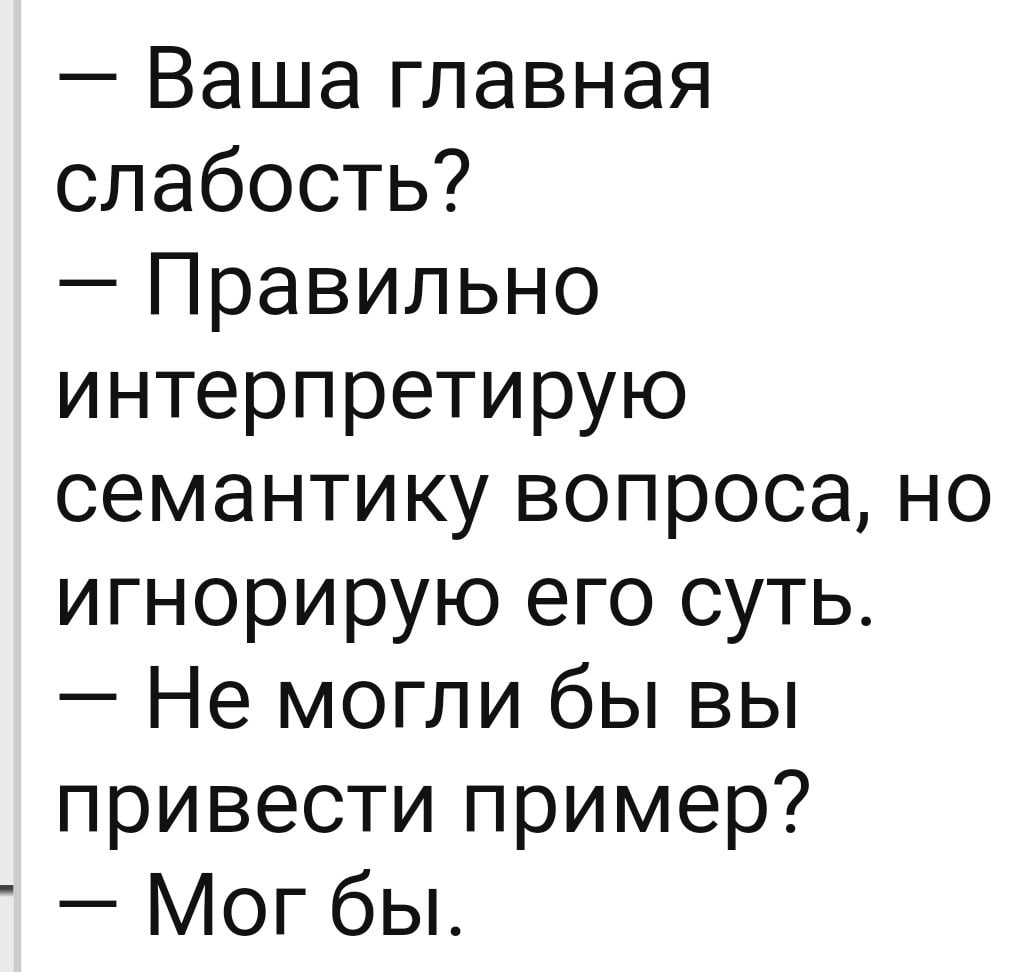 — Ваша главная
слабость?
— Правильно
интерпретирую
семантику вопроса, но
игнорирую его суть.
— Не могли бы вы
привести пример?
— Мог бы.